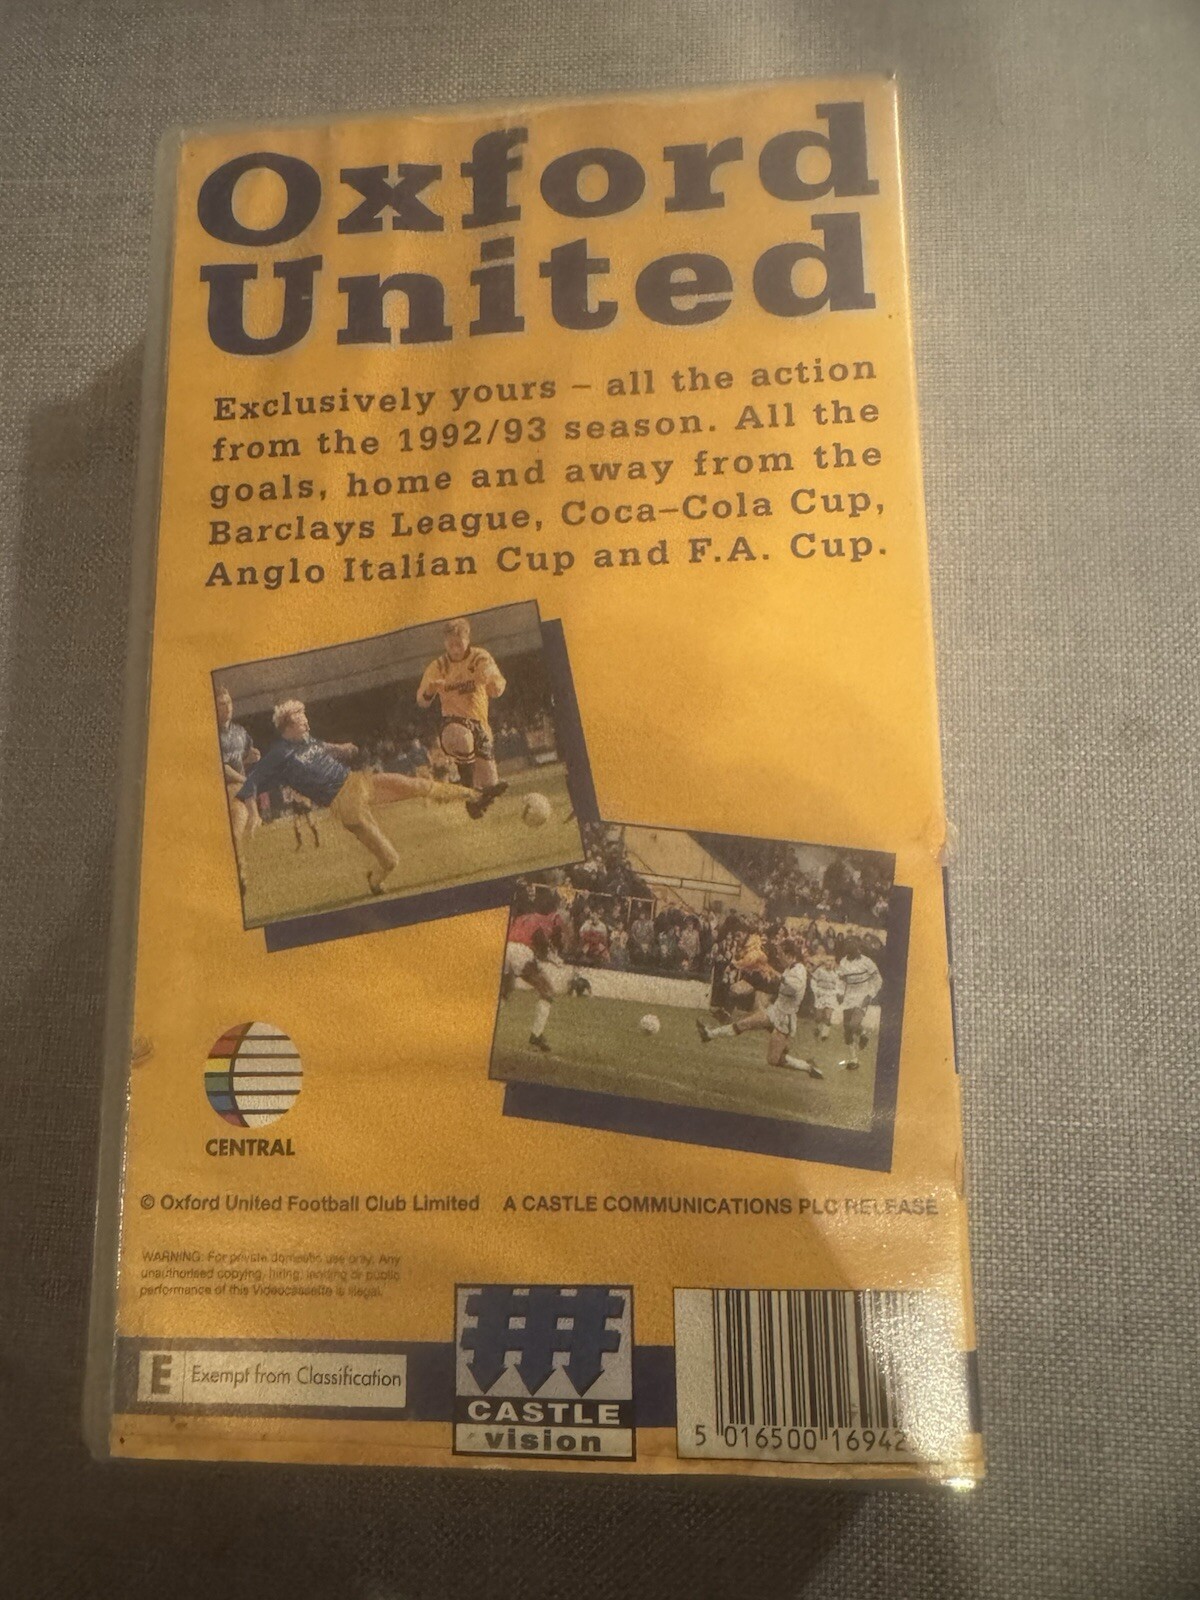 Oxford
United
Exclusively yours – all the action
from the 1992/93 season. All the
goals, home and away from the
Barclays League, Coca-Cola Cup,
Anglo Italian Cup and F.A. Cup.
CENTRAL
© Oxford United Football Club Limited A CASTLE COMMUNICATIONS PLC RELEASE
WARNING: For private domestic use only. Any
unauthorised copying, hiring, lending or public
performance of this Videocassette is illegal.
E Exempt from Classification
CASTLE
vision
5 016500 16942